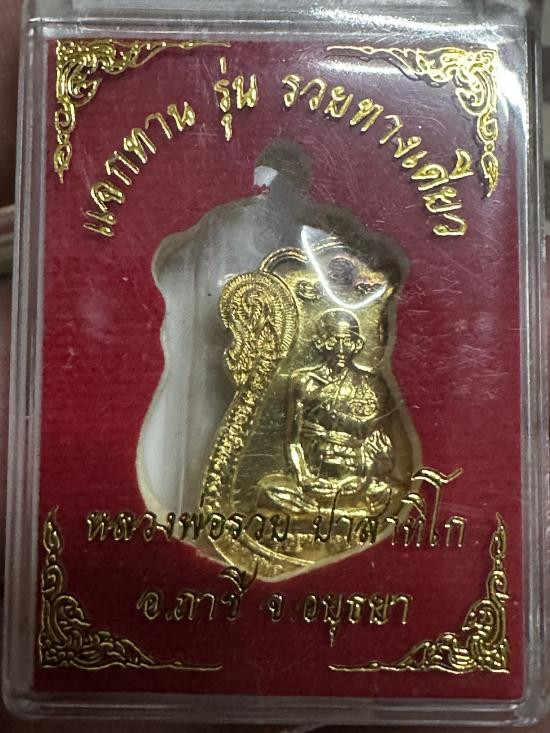 แจกทาน รุ่น รวยทางเดียว
หลวงพ่อรวย ปาสาทิโก
อ.ภาชี จ.อยุธยา